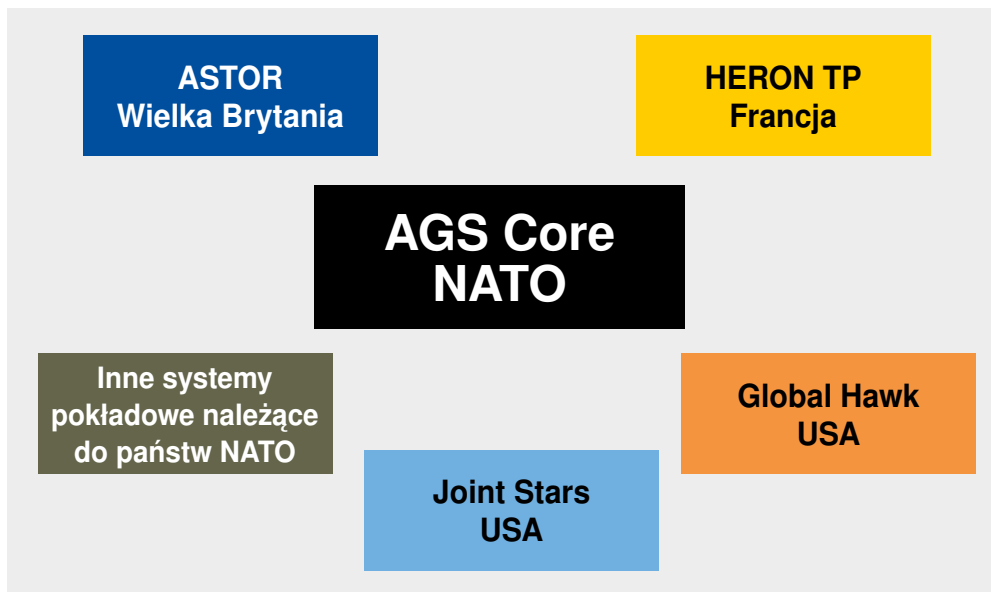 ASTOR
Wielka Brytania
HERON TP
Francja
AGS Core
NATO
Inne systemy
pokładowe należące
do państw NATO
Global Hawk
USA
Joint Stars
USA